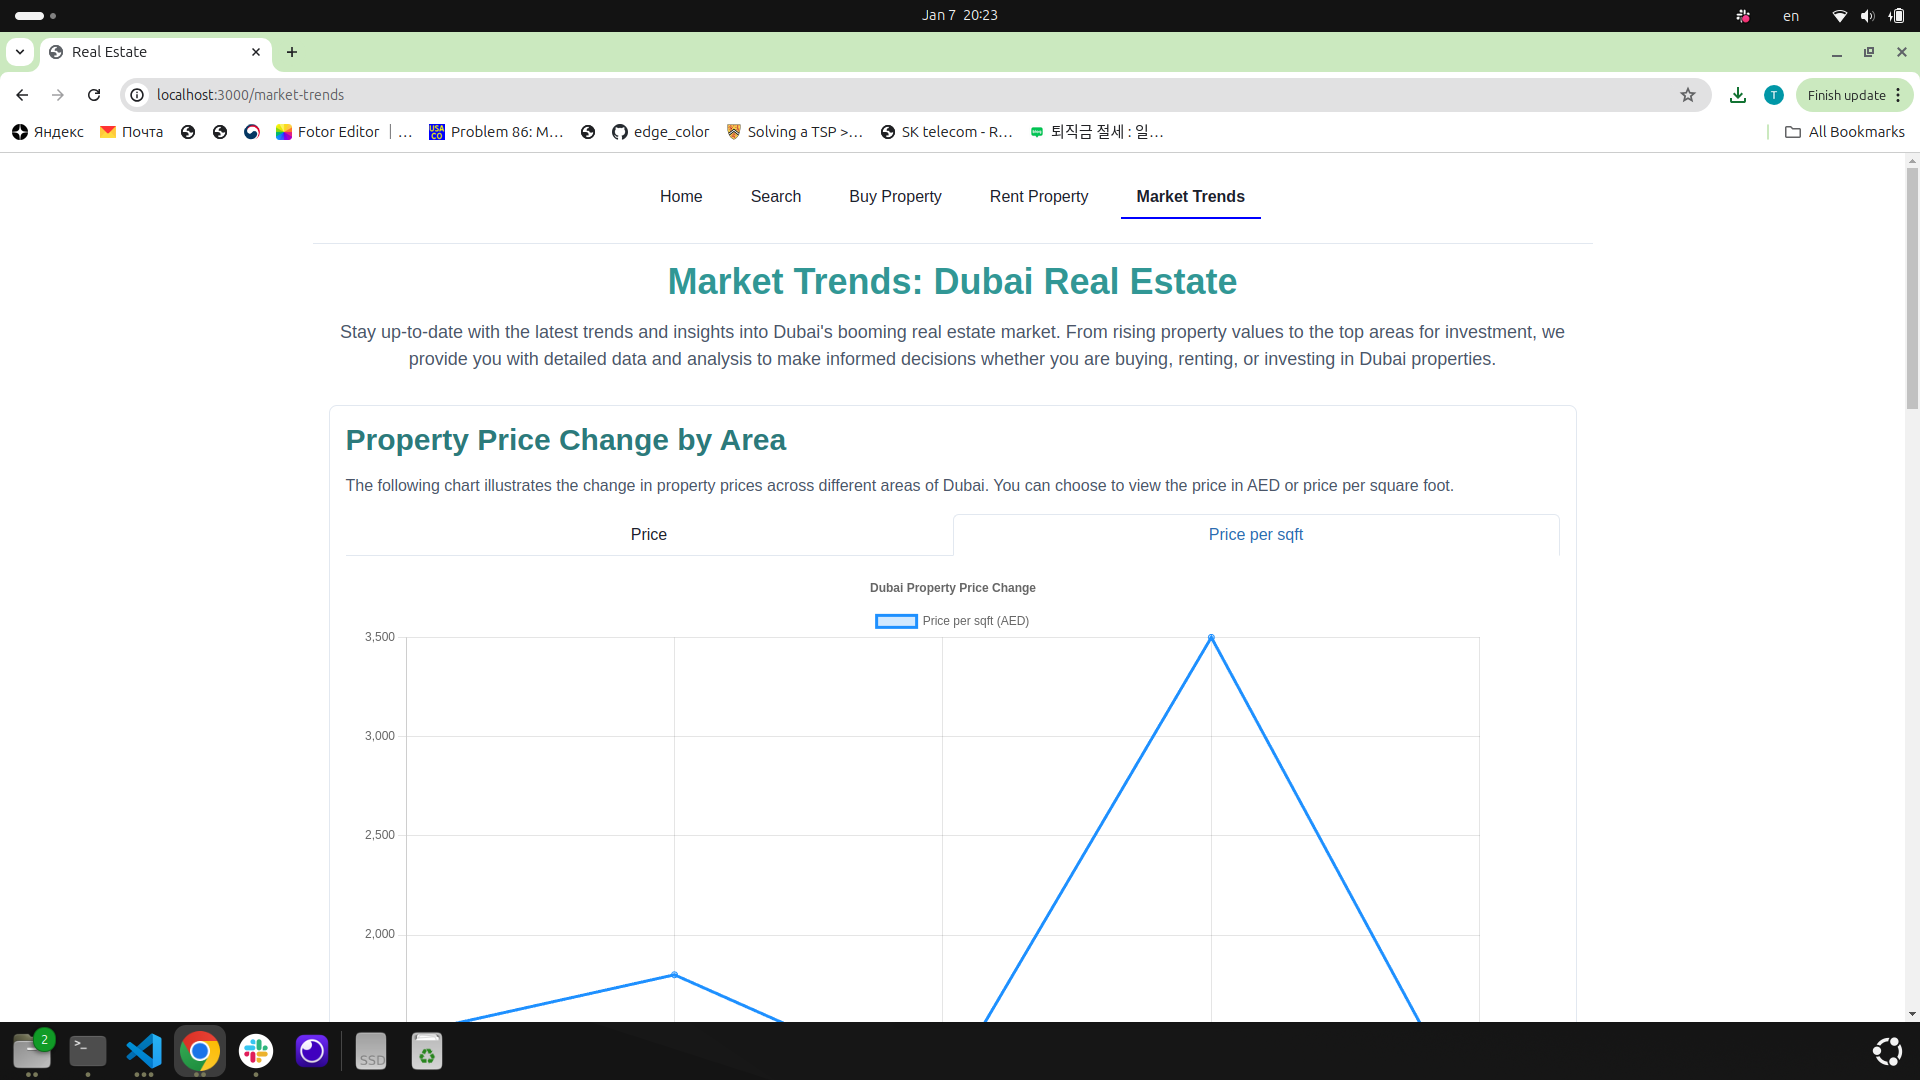 Jan 7 20:23
en
Real Estate
localhost:3000/market-trends
Finish update
Яндекс
Почта
Fotor Editor | ...
Problem 86: M...
edge_color
Solving a TSP >...
SK telecom - R...
퇴직금 절세 : 일...
All Bookmarks
Home
Search
Buy Property
Rent Property
Market Trends
Market Trends: Dubai Real Estate
Stay up-to-date with the latest trends and insights into Dubai's booming real estate market. From rising property values to the top areas for investment, we
provide you with detailed data and analysis to make informed decisions whether you are buying, renting, or investing in Dubai properties.
Property Price Change by Area
The following chart illustrates the change in property prices across different areas of Dubai. You can choose to view the price in AED or price per square foot.
Price
Price per sqft
Dubai Property Price Change
Price per sqft (AED)
3,500
3,000
2,500
2,000
2
SSD
T
USACO